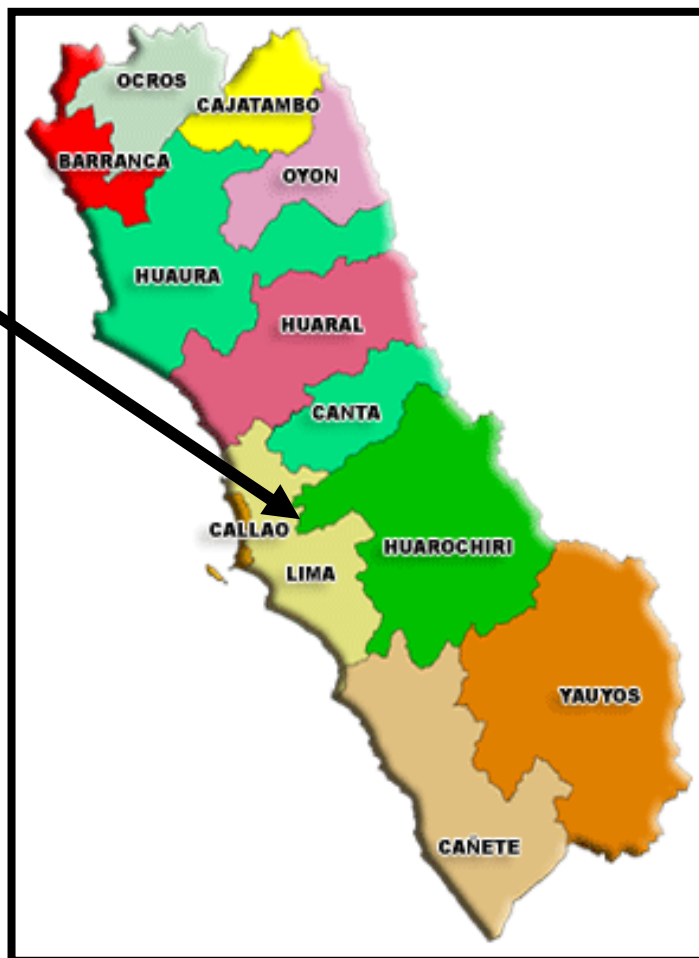 OCROS
CAJATAMBO
BARRANCA
OYON
HUAURA
HUARAL
CANTA
CALLAO
HUAROCHIRI
LIMA
YAUYOS
CAÑETE